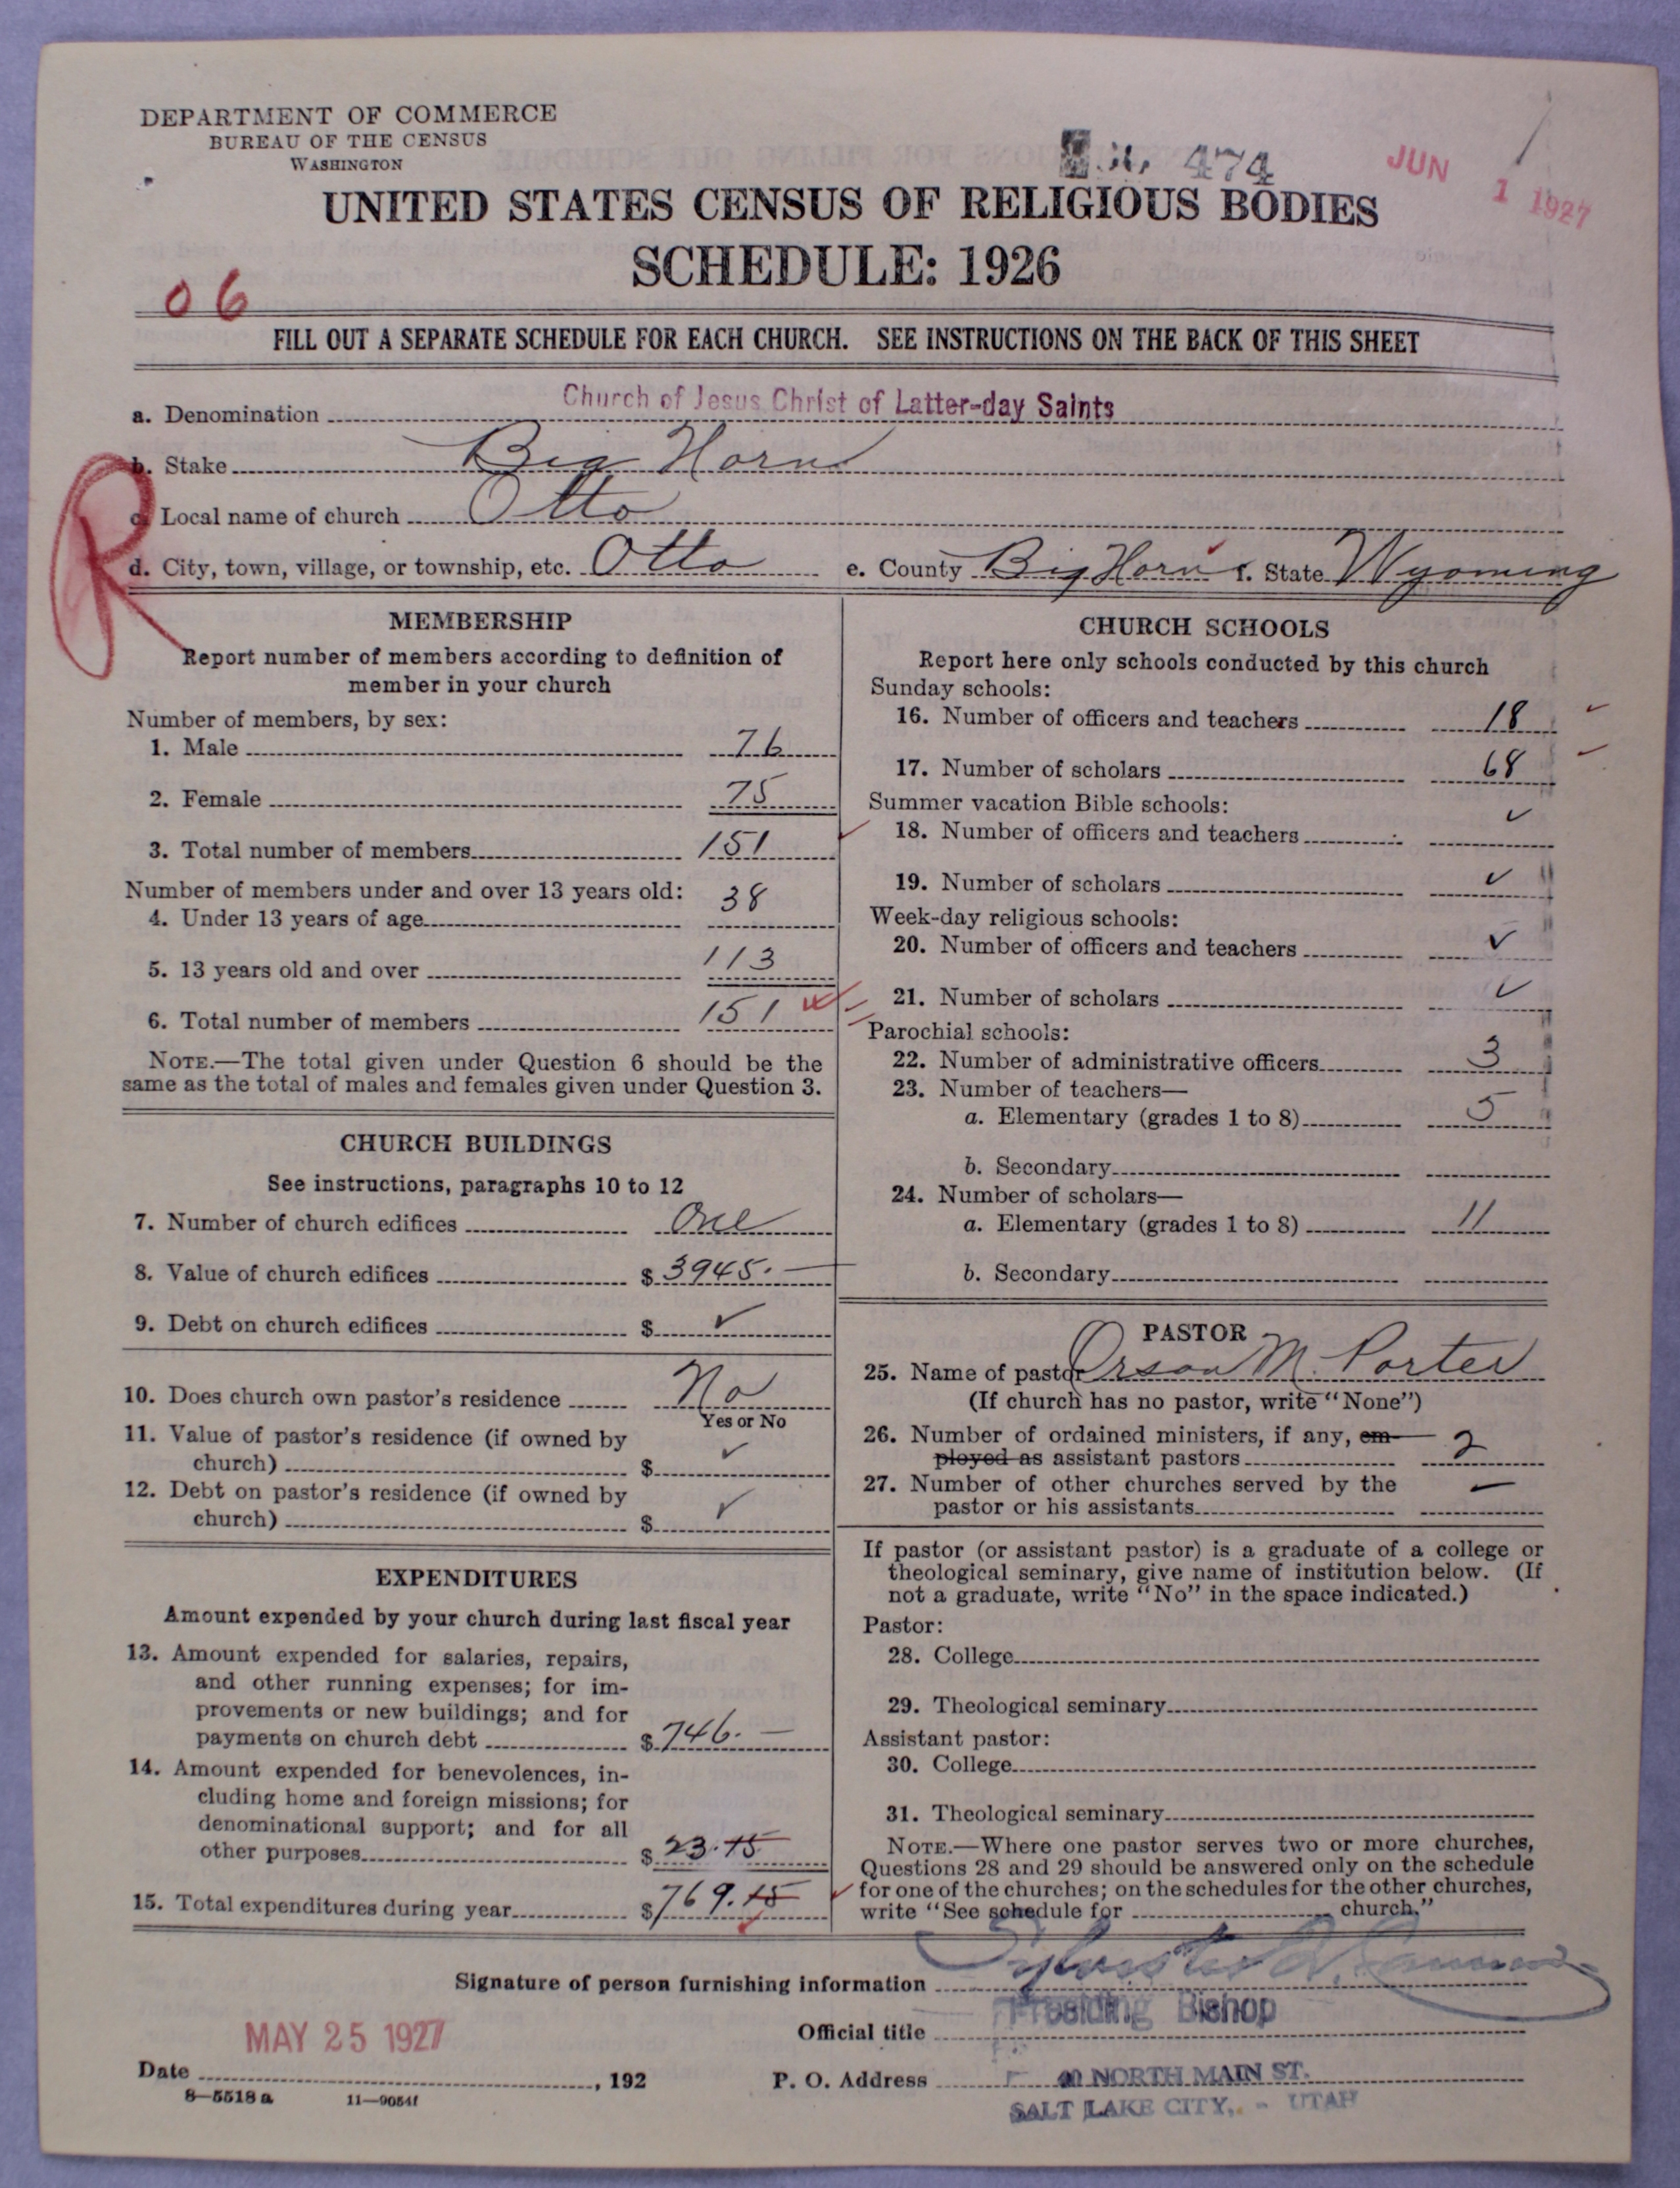 DEPARTMENT OF COMMERCE
BUREAU OF THE CENSUS
WASHINGTON
474
JUN 1 1927
UNITED STATES CENSUS OF RELIGIOUS BODIES
SCHEDULE: 1926
06
FILL OUT A SEPARATE SCHEDULE FOR EACH CHURCH. SEE INSTRUCTIONS ON THE BACK OF THIS SHEET
a. Denomination Church of Jesus Christ of Latter-day Saints
b. Stake Big Horn
R
c. Local name of church Otto
d. City, town, village, or township, etc. Otto e. County Big Horn f. State Wyoming
MEMBERSHIP
Report number of members according to definition of
member in your church
Number of members, by sex:
1. Male 76
2. Female 75
3. Total number of members 151
Number of members under and over 13 years old:
4. Under 13 years of age 38
5. 13 years old and over 113
6. Total number of members 151
NOTE.—The total given under Question 6 should be the
same as the total of males and females given under Question 3.
CHURCH BUILDINGS
See instructions, paragraphs 10 to 12
7. Number of church edifices One
8. Value of church edifices $ 3945.—
9. Debt on church edifices $ ✓
10. Does church own pastor's residence No
Yes or No
11. Value of pastor's residence (if owned by
church) $ ✓
12. Debt on pastor's residence (if owned by
church) $ ✓
EXPENDITURES
Amount expended by your church during last fiscal year
13. Amount expended for salaries, repairs,
and other running expenses; for im-
provements or new buildings; and for
payments on church debt $ 746.—
14. Amount expended for benevolences, in-
cluding home and foreign missions; for
denominational support; and for all
other purposes $ 23.15
15. Total expenditures during year $ 769.15
CHURCH SCHOOLS
Report here only schools conducted by this church
Sunday schools:
16. Number of officers and teachers 18
17. Number of scholars 68
Summer vacation Bible schools:
18. Number of officers and teachers ✓
19. Number of scholars ✓
Week-day religious schools:
20. Number of officers and teachers ✓
21. Number of scholars ✓
Parochial schools:
22. Number of administrative officers 3
23. Number of teachers—
a. Elementary (grades 1 to 8) 5
b. Secondary
24. Number of scholars—
a. Elementary (grades 1 to 8) 11
b. Secondary
PASTOR
25. Name of pastor Orson M. Porter
(If church has no pastor, write "None")
26. Number of ordained ministers, if any, em-
ployed as assistant pastors 2
27. Number of other churches served by the
pastor or his assistants —
If pastor (or assistant pastor) is a graduate of a college or
theological seminary, give name of institution below. (If
not a graduate, write "No" in the space indicated.)
Pastor:
28. College
29. Theological seminary
Assistant pastor:
30. College
31. Theological seminary
NOTE.—Where one pastor serves two or more churches,
Questions 28 and 29 should be answered only on the schedule
for one of the churches; on the schedules for the other churches,
write "See schedule for church."
Signature of person furnishing information Sylvester Q. Cannon
Official title Presiding Bishop
MAY 25 1927
Date , 192
P. O. Address 40 NORTH MAIN ST.
SALT LAKE CITY, - UTAH
8—5518 a 11—9054f